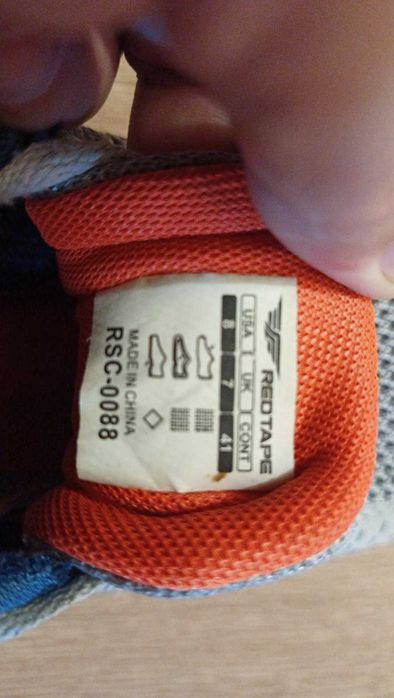 REDTAPE
USA UK CONT
8 7 41
MADE IN CHINA
RSC-0088